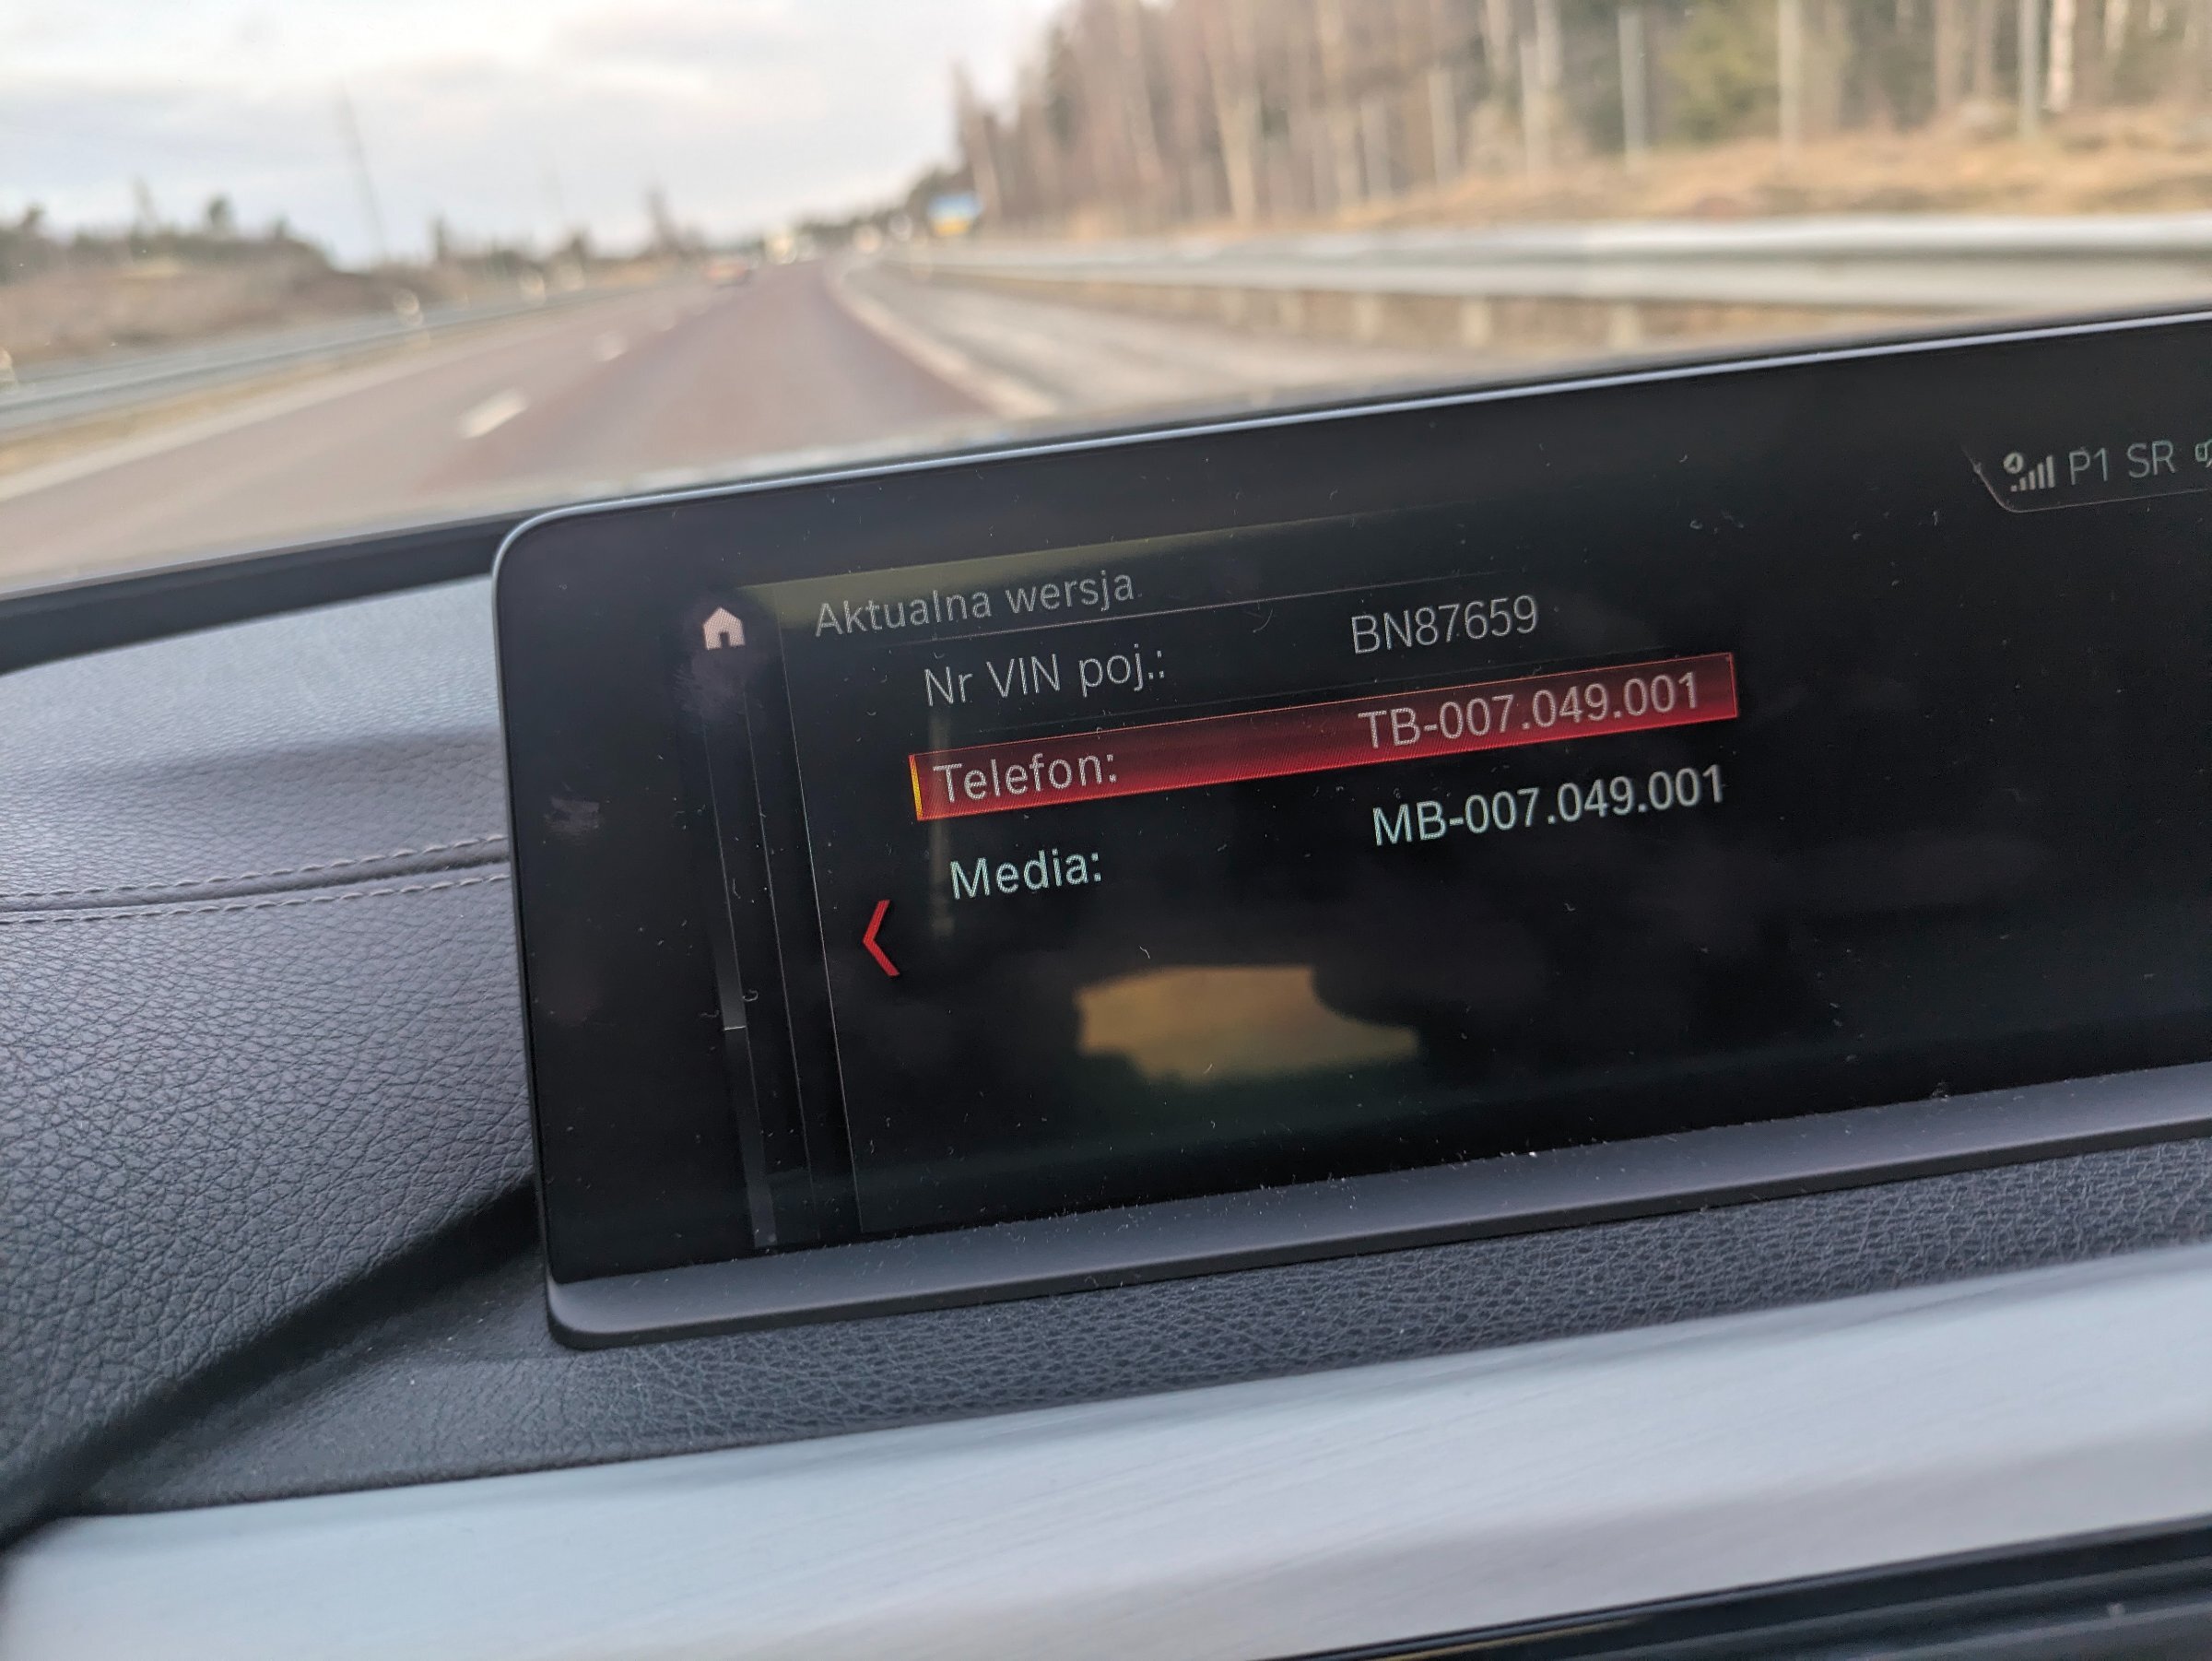 P1 SR
Aktualna wersja
Nr VIN poj.: BN87659
Telefon: TB-007.049.001
Media: MB-007.049.001